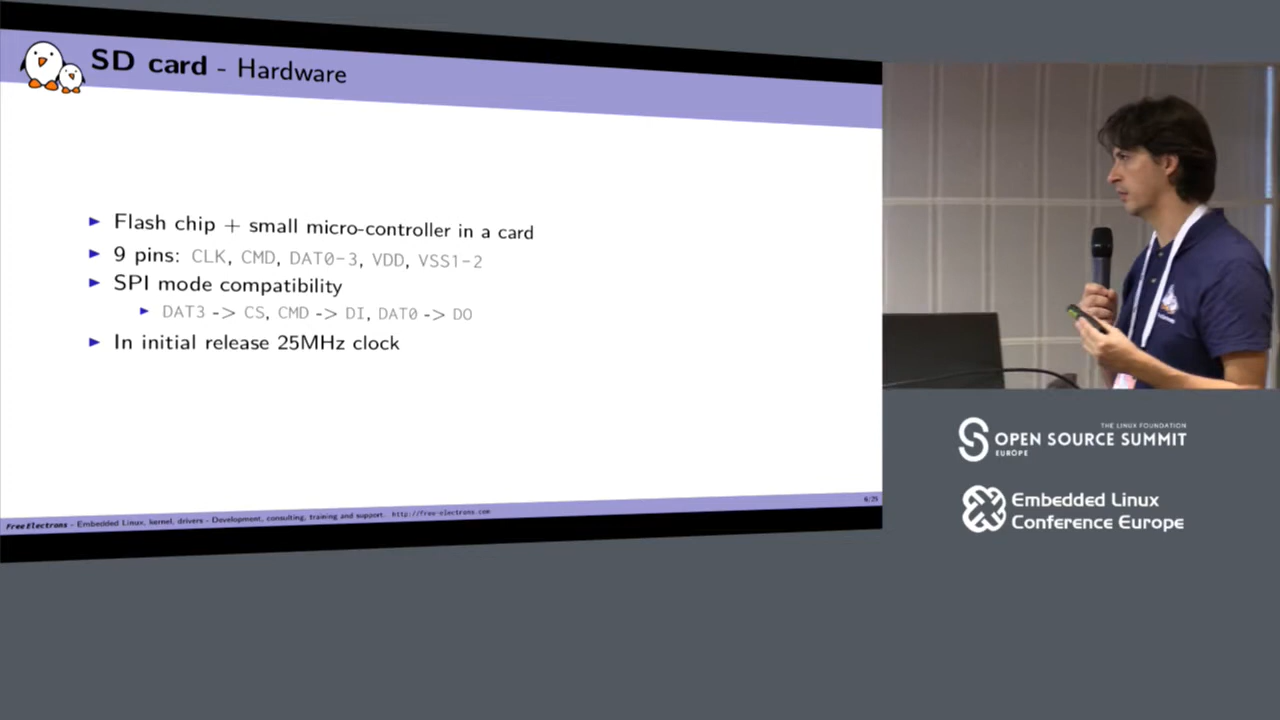 SD card - Hardware
▶ Flash chip + small micro-controller in a card
▶ 9 pins: CLK, CMD, DAT0-3, VDD, VSS1-2
▶ SPI mode compatibility
▶ DAT3 -> CS, CMD -> DI, DAT0 -> DO
▶ In initial release 25MHz clock
6/25
Free Electrons - Embedded Linux, kernel, drivers - Development, consulting, training and support. http://free-electrons.com
THE LINUX FOUNDATION
OPEN SOURCE SUMMIT
EUROPE
Embedded Linux
Conference Europe